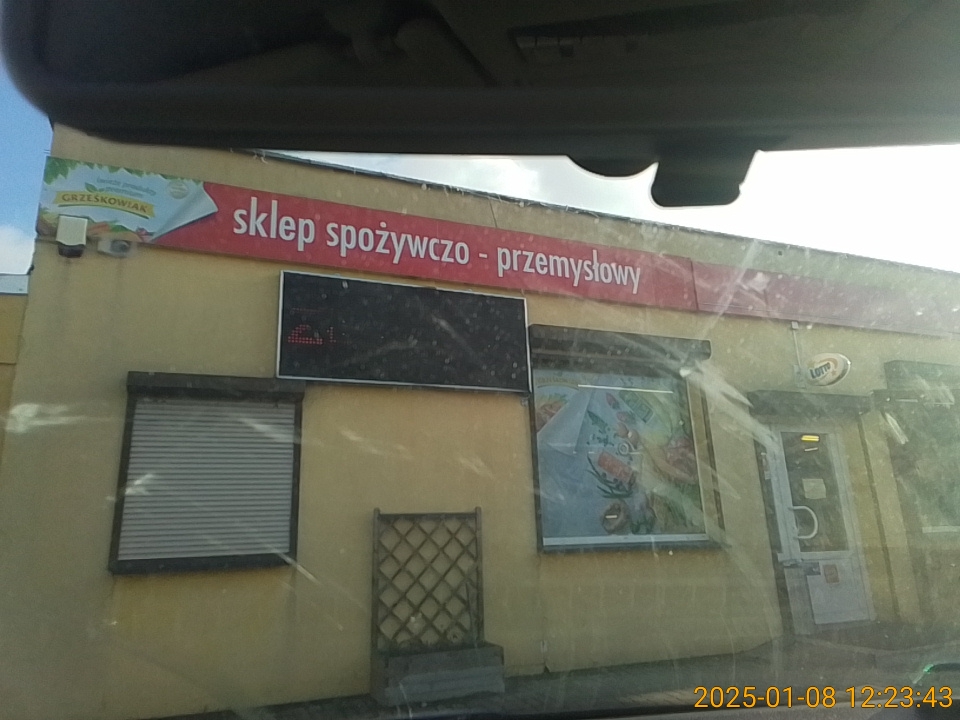 GRZEŚKOWIAK
sklep spożywczo - przemysłowy
LOTTO
2025-01-08 12:23:43